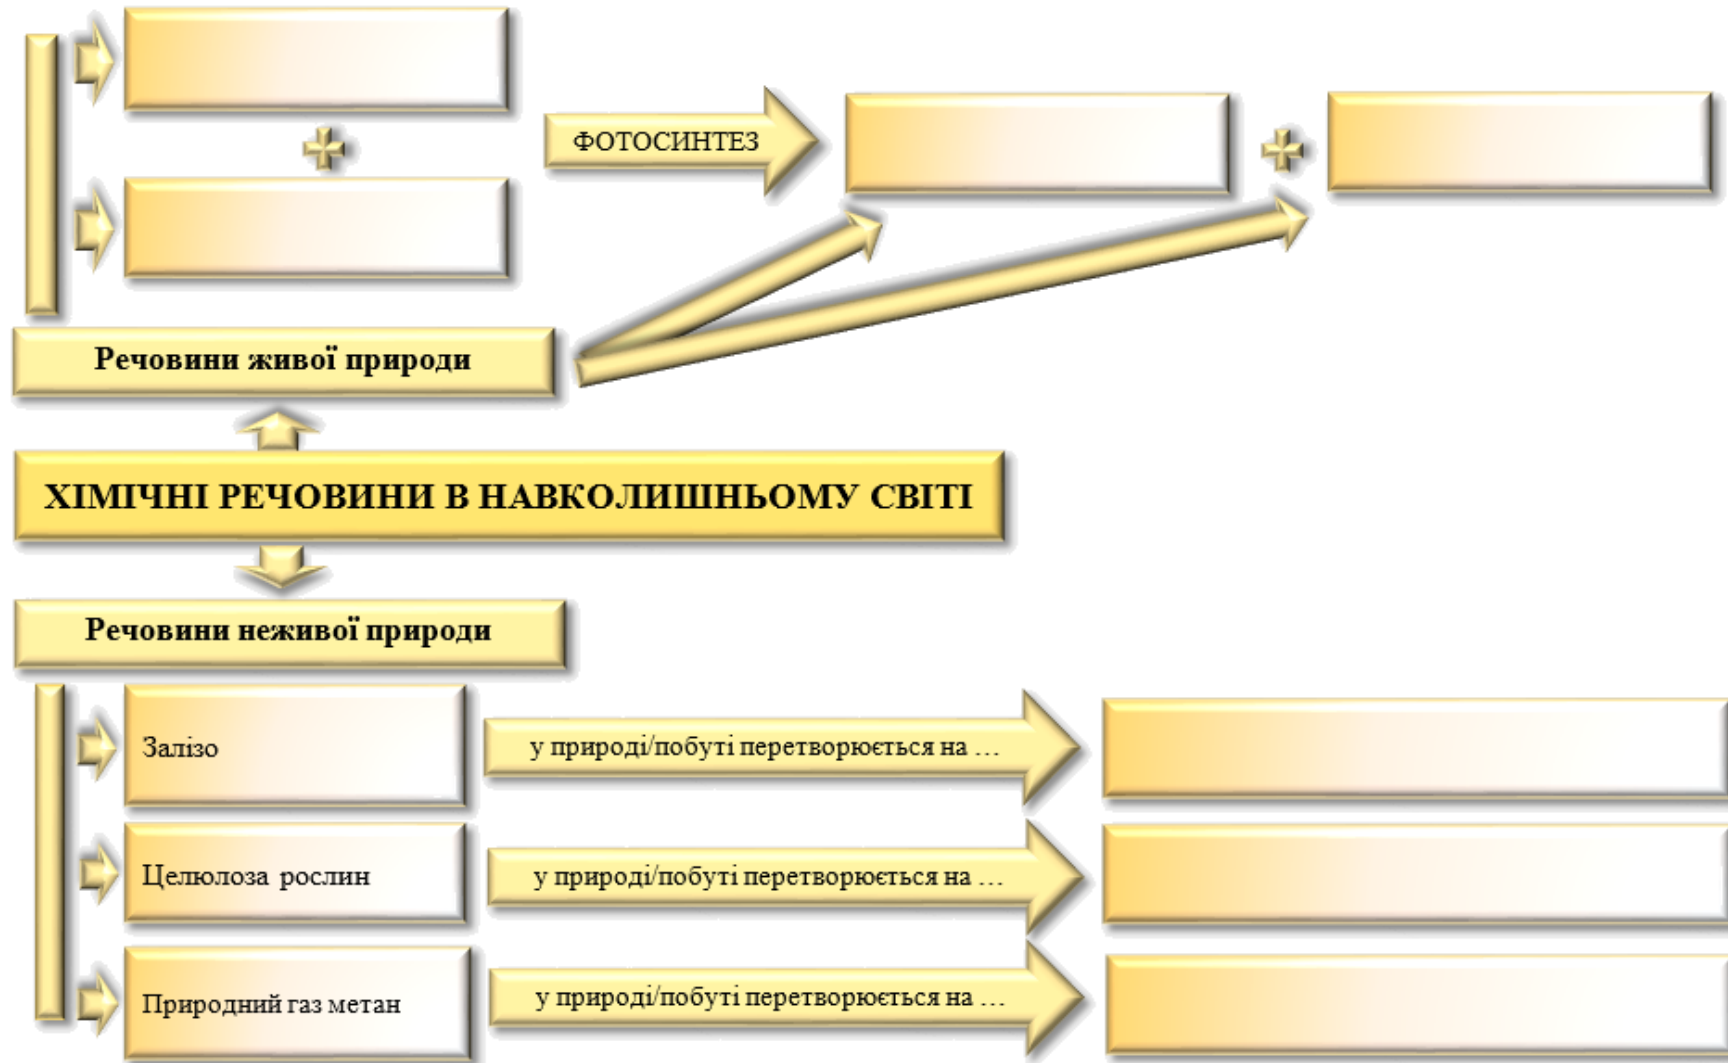 ФОТОСИНТЕЗ
Речовини живої природи
ХІМІЧНІ РЕЧОВИНИ В НАВКОЛИШНЬОМУ СВІТІ
Речовини неживої природи
Залізо
у природі/побуті перетворюється на ...
Целюлоза рослин
у природі/побуті перетворюється на ...
Природний газ метан
у природі/побуті перетворюється на ...